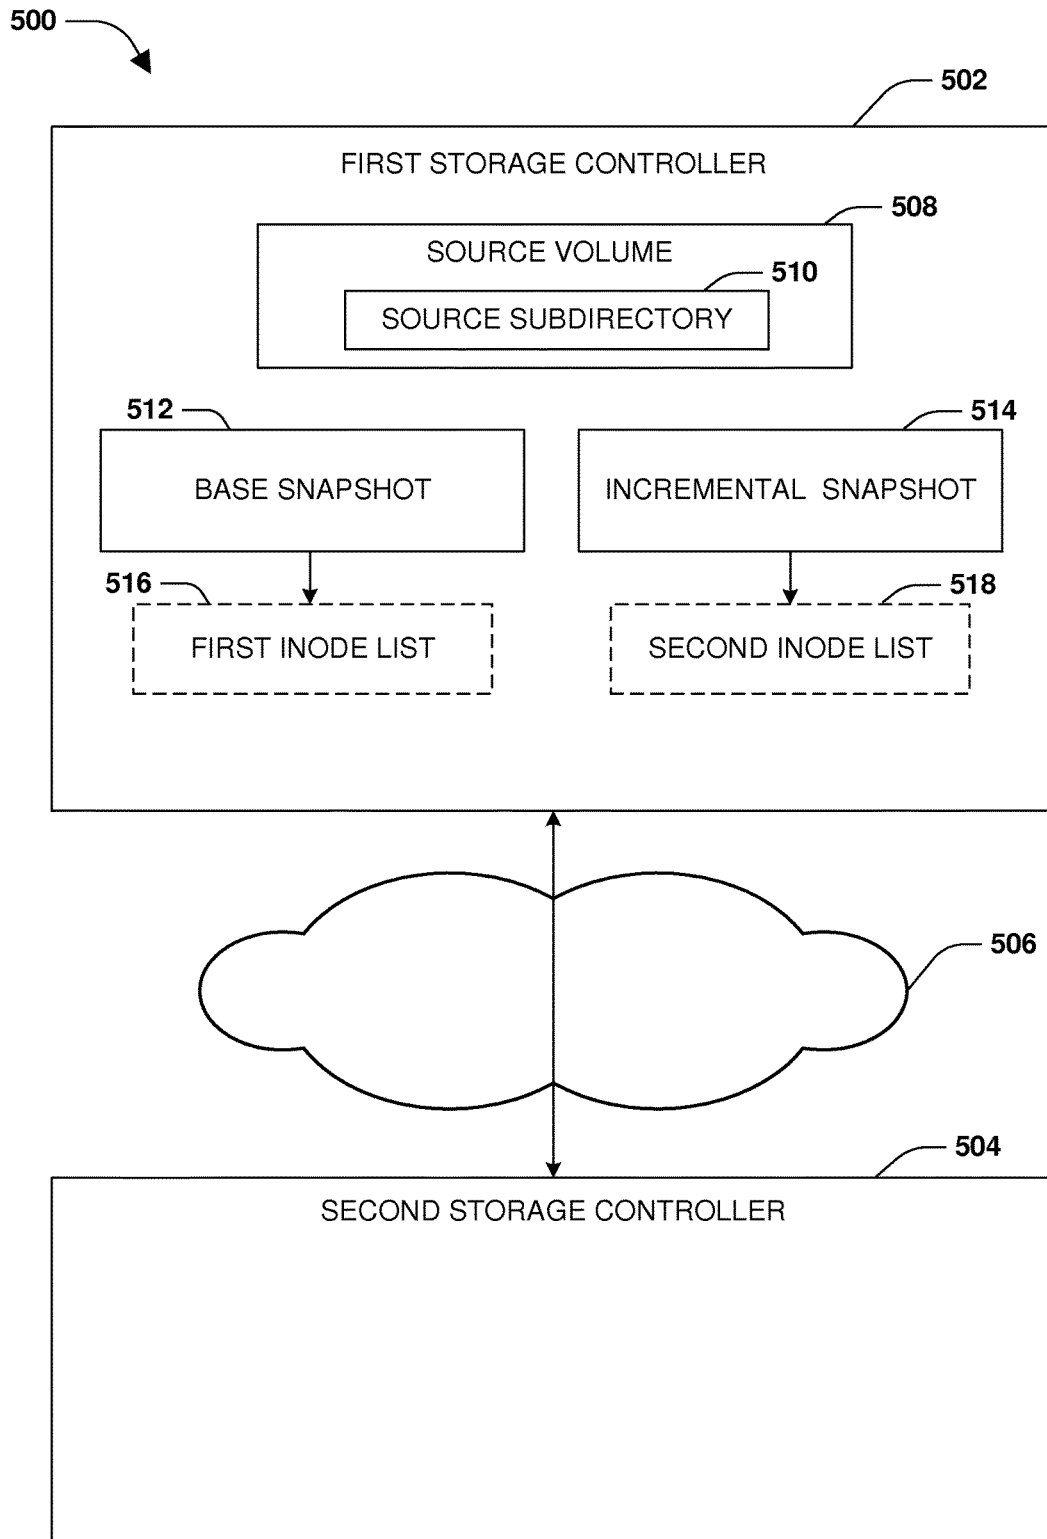 500
502
FIRST STORAGE CONTROLLER
508
SOURCE VOLUME
510
SOURCE SUBDIRECTORY
512
514
BASE SNAPSHOT
INCREMENTAL SNAPSHOT
516
518
FIRST INODE LIST
SECOND INODE LIST
506
504
SECOND STORAGE CONTROLLER